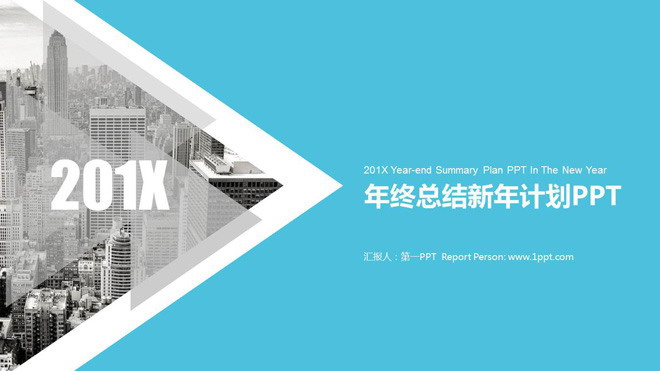 201X
201X Year-end Summary Plan PPT In The New Year
年终总结新年计划PPT
汇报人：第一PPT Report Person: www.1ppt.com